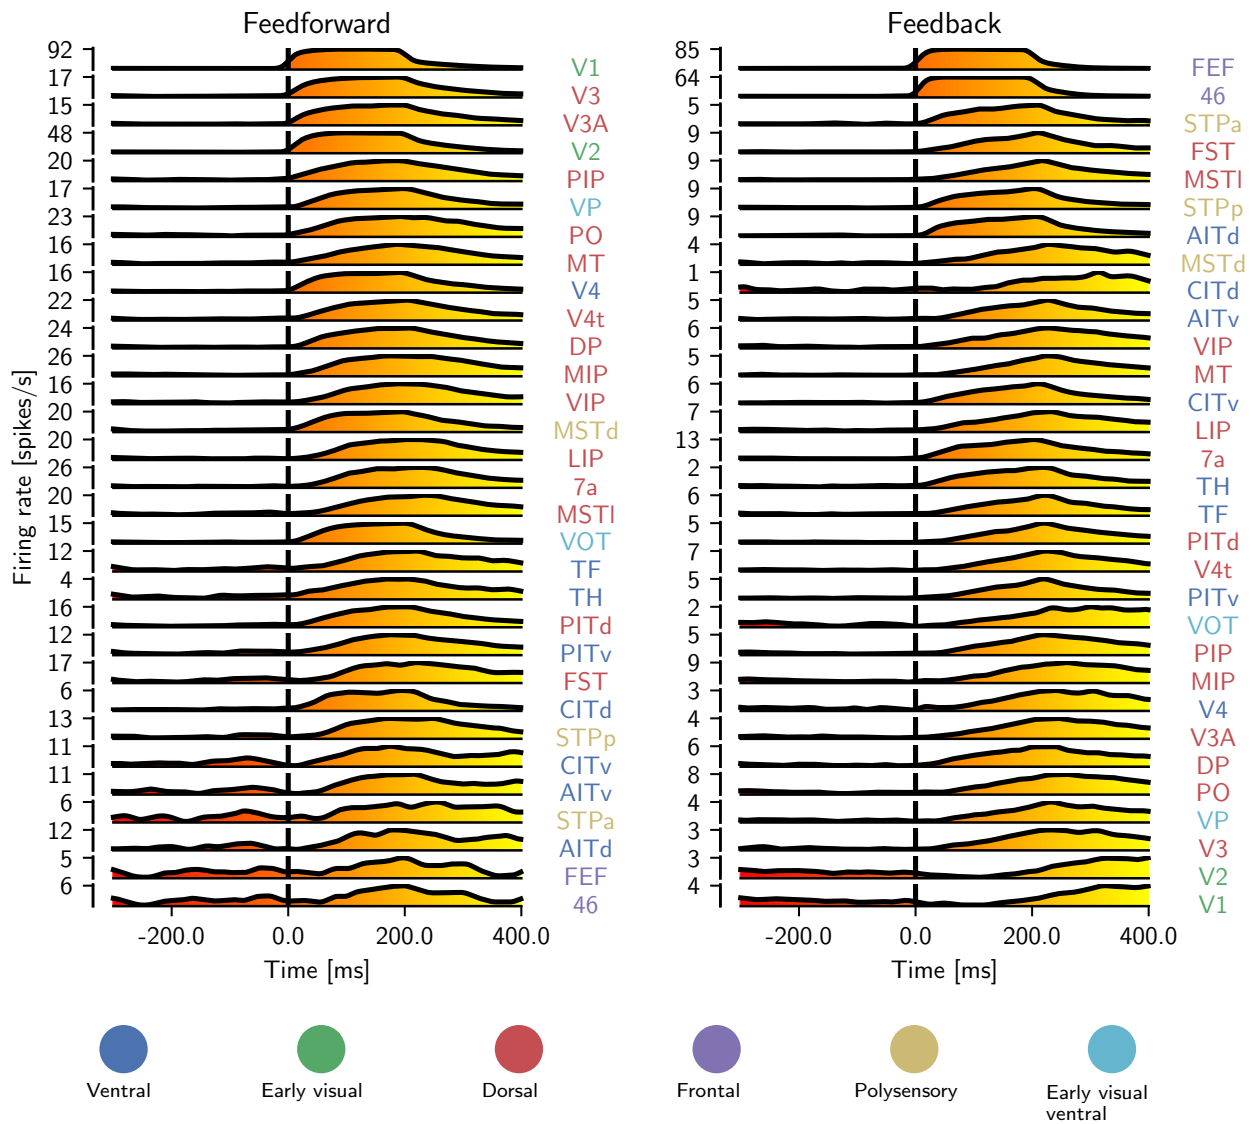 Feedforward
Feedback
Firing rate [spikes/s]
92 V1
17 V3
15 V3A
48 V2
20 PIP
17 VP
23 PO
16 MT
16 V4
22 V4t
24 DP
26 MIP
16 VIP
20 MSTd
20 LIP
26 7a
20 MSTl
15 VOT
12 TF
4 TH
16 PITd
12 PITv
17 FST
6 CITd
13 STPp
11 CITv
11 AITv
6 STPa
12 AITd
5 FEF
6 46
-200.0 0.0 200.0 400.0
Time [ms]
85 FEF
64 46
5 STPa
9 FST
9 MSTl
9 STPp
9 AITd
4 MSTd
1 CITd
5 AITv
6 VIP
5 MT
6 CITv
7 LIP
13 7a
2 TH
6 TF
5 PITd
7 V4t
5 PITv
2 VOT
5 PIP
9 MIP
3 V4
4 V3A
6 DP
8 PO
4 VP
3 V3
3 V2
4 V1
-200.0 0.0 200.0 400.0
Time [ms]
Ventral
Early visual
Dorsal
Frontal
Polysensory
Early visual
ventral